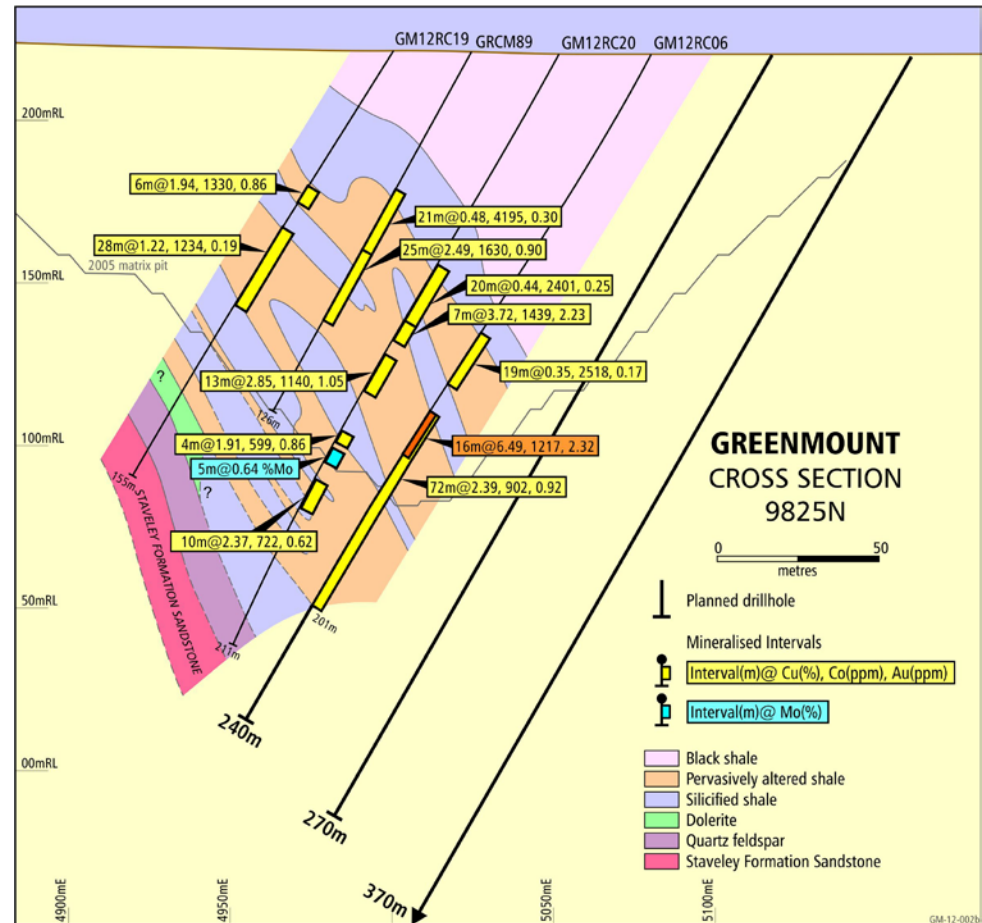 GM12RC19 GRCM89 GM12RC20 GM12RC06
200mRL
6m@1.94, 1330, 0.86
21m@0.48, 4195, 0.30
28m@1.22, 1234, 0.19
25m@2.49, 1630, 0.90
2005 matrix pit
150mRL
20m@0.44, 2401, 0.25
7m@3.72, 1439, 2.23
19m@0.35, 2518, 0.17
13m@2.85, 1140, 1.05
?
126m
100mRL
4m@1.91, 599, 0.86
16m@6.49, 1217, 2.32
5m@0.64 %Mo
155m
72m@2.39, 902, 0.92
?
10m@2.37, 722, 0.62
STAVELEY FORMATION SANDSTONE
50mRL
201m
211m
240m
00mRL
270m
370m
GREENMOUNT
CROSS SECTION
9825N
0 50
metres
Planned drillhole
Mineralised Intervals
Interval(m)@ Cu(%), Co(ppm), Au(ppm)
Interval(m)@ Mo(%)
Black shale
Pervasively altered shale
Silicified shale
Dolerite
Quartz feldspar
Staveley Formation Sandstone
4900mE
4950mE
5050mE
5100mE
GM-12-002b